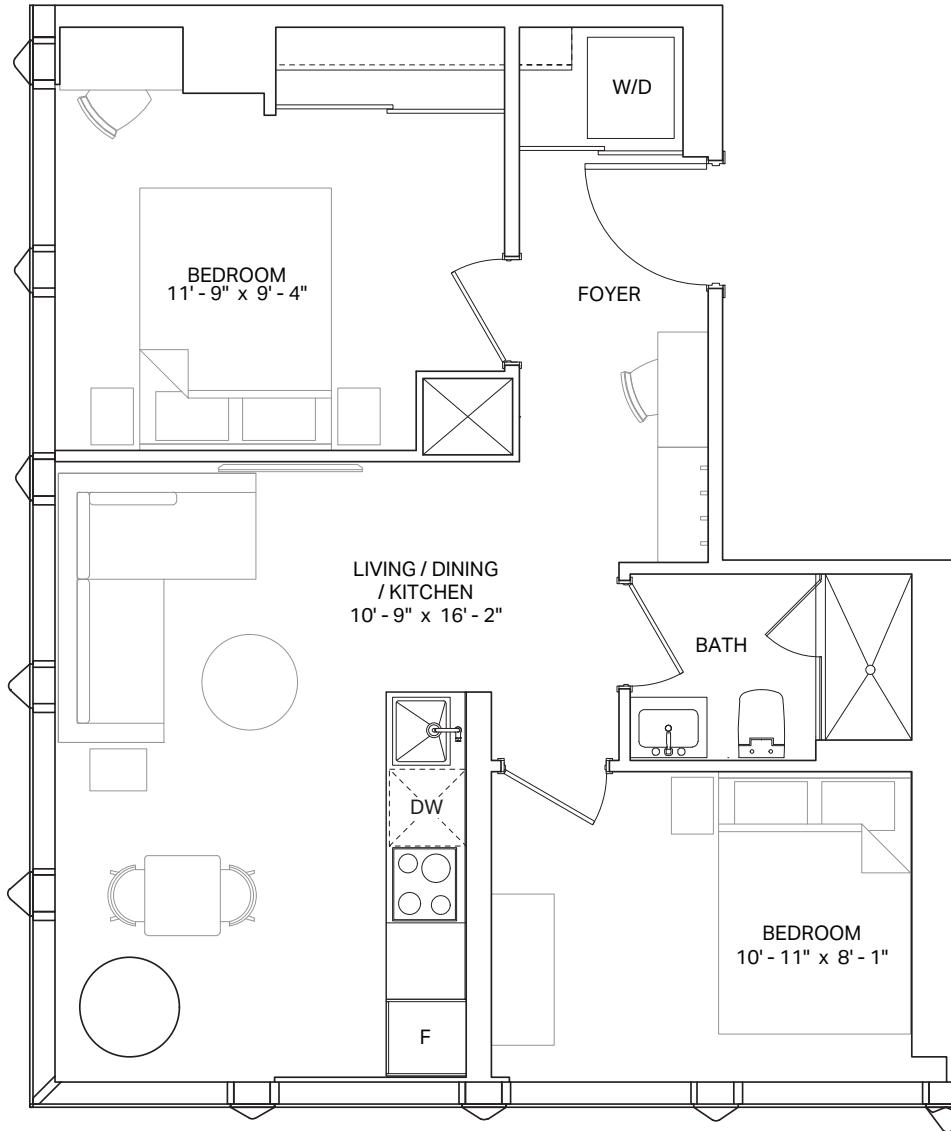 W/D
BEDROOM
11' - 9" x 9' - 4"
FOYER
LIVING / DINING
/ KITCHEN
10' - 9" x 16' - 2"
BATH
DW
BEDROOM
10' - 11" x 8' - 1"
F